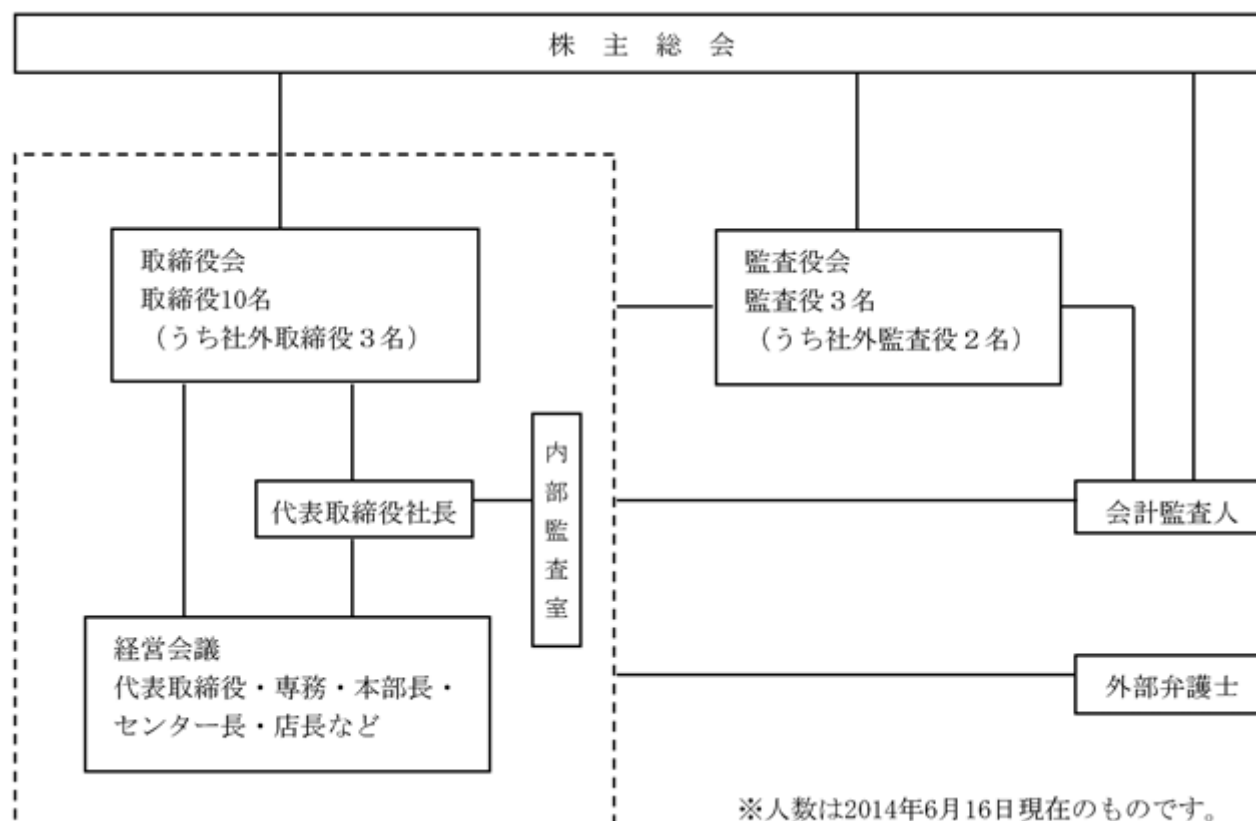 株主総会
取締役会
取締役10名
（うち社外取締役３名）
監査役会
監査役３名
（うち社外監査役２名）
内部監査室
代表取締役社長
会計監査人
経営会議
代表取締役・専務・本部長・
センター長・店長など
外部弁護士
※人数は2014年6月16日現在のものです。